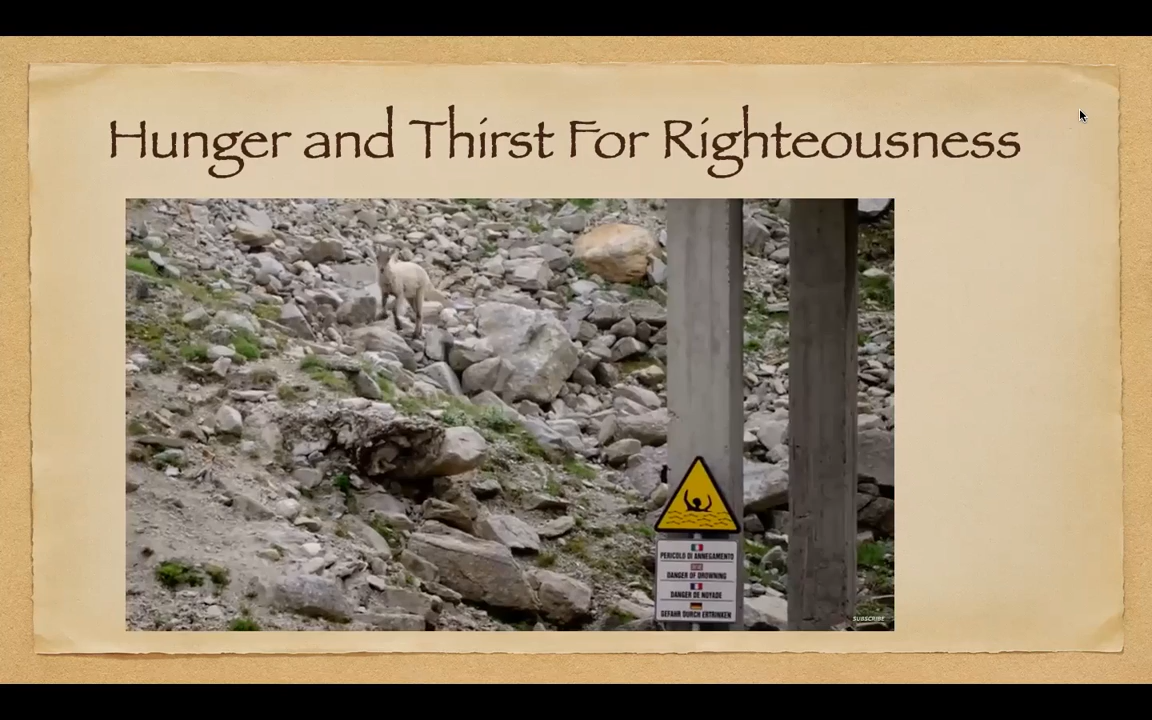 Hunger and Thirst For Righteousness
PERICOLO DI ANNEGAMENTO
DANGER OF DROWNING
DANGER DE NOYADE
GEFAHR DURCH ERTRINKEN
SUBSCRIBE